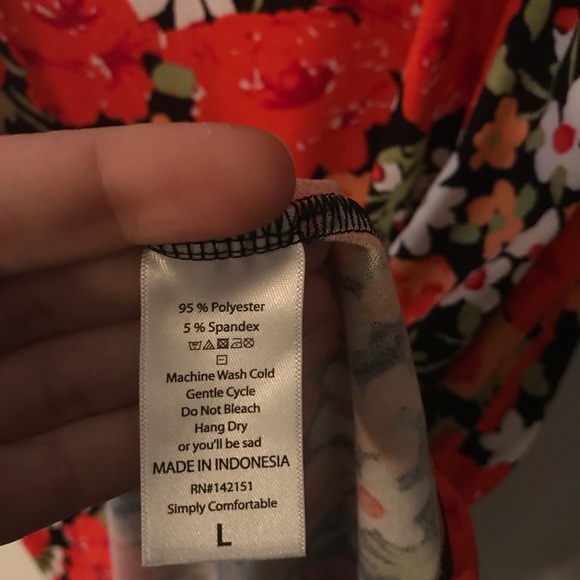 95 % Polyester
5 % Spandex
Machine Wash Cold
Gentle Cycle
Do Not Bleach
Hang Dry
or you'll be sad
MADE IN INDONESIA
RN#142151
Simply Comfortable
L